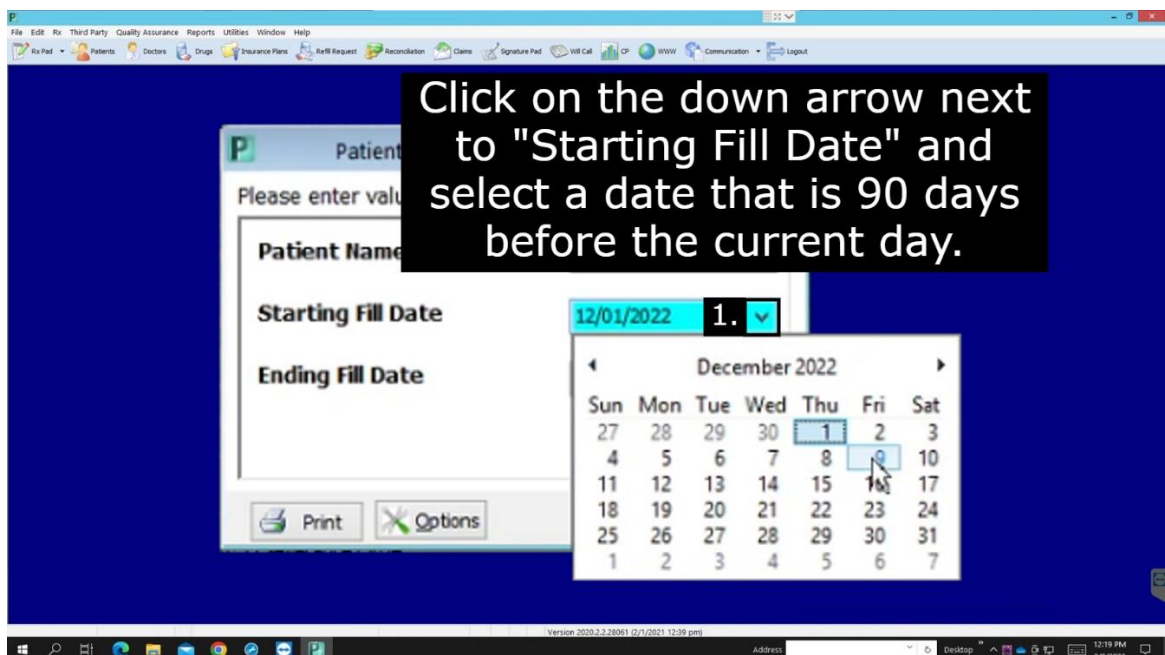 File Edit Rx Third Party Quality Assurance Reports Utilities Window Help
Rx Pad Patients Doctors Drugs Insurance Plans Refill Request Reconciliation Claims Signature Pad Will Call CP WWW Communication Logout
Click on the down arrow next
to "Starting Fill Date" and
select a date that is 90 days
before the current day.
Patient
Please enter valu
Patient Name
Starting Fill Date 12/01/2022 1.
Ending Fill Date
December 2022
Sun Mon Tue Wed Thu Fri Sat
27 28 29 30 1 2 3
4 5 6 7 8 9 10
11 12 13 14 15 16 17
18 19 20 21 22 23 24
25 26 27 28 29 30 31
1 2 3 4 5 6 7
Print Options
Version 2020.2.2.28061 (2/1/2021 12:39 pm)
Address Desktop 12:19 PM